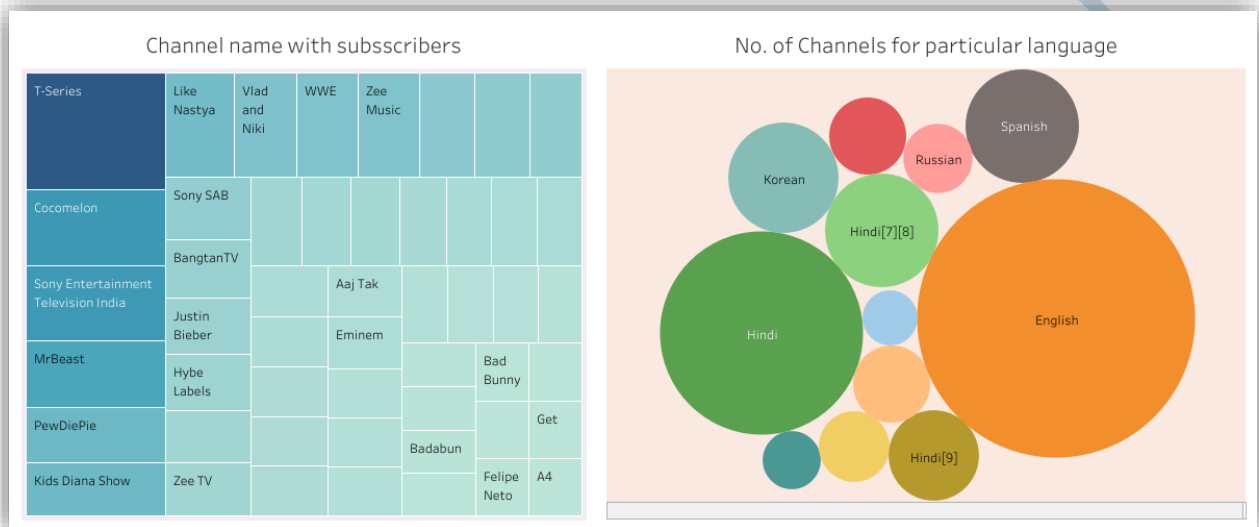 Channel name with subsscribers
T-Series
Like
Nastya
Vlad
and
Niki
WWE
Zee
Music
Cocomelon
Sony SAB
BangtanTV
Sony Entertainment
Television India
Aaj Tak
Justin
Bieber
Eminem
MrBeast
Hybe
Labels
Bad
Bunny
PewDiePie
Get
Badabun
Kids Diana Show
Zee TV
Felipe
Neto
A4
No. of Channels for particular language
Spanish
Russian
Korean
Hindi[7][8]
English
Hindi
Hindi[9]